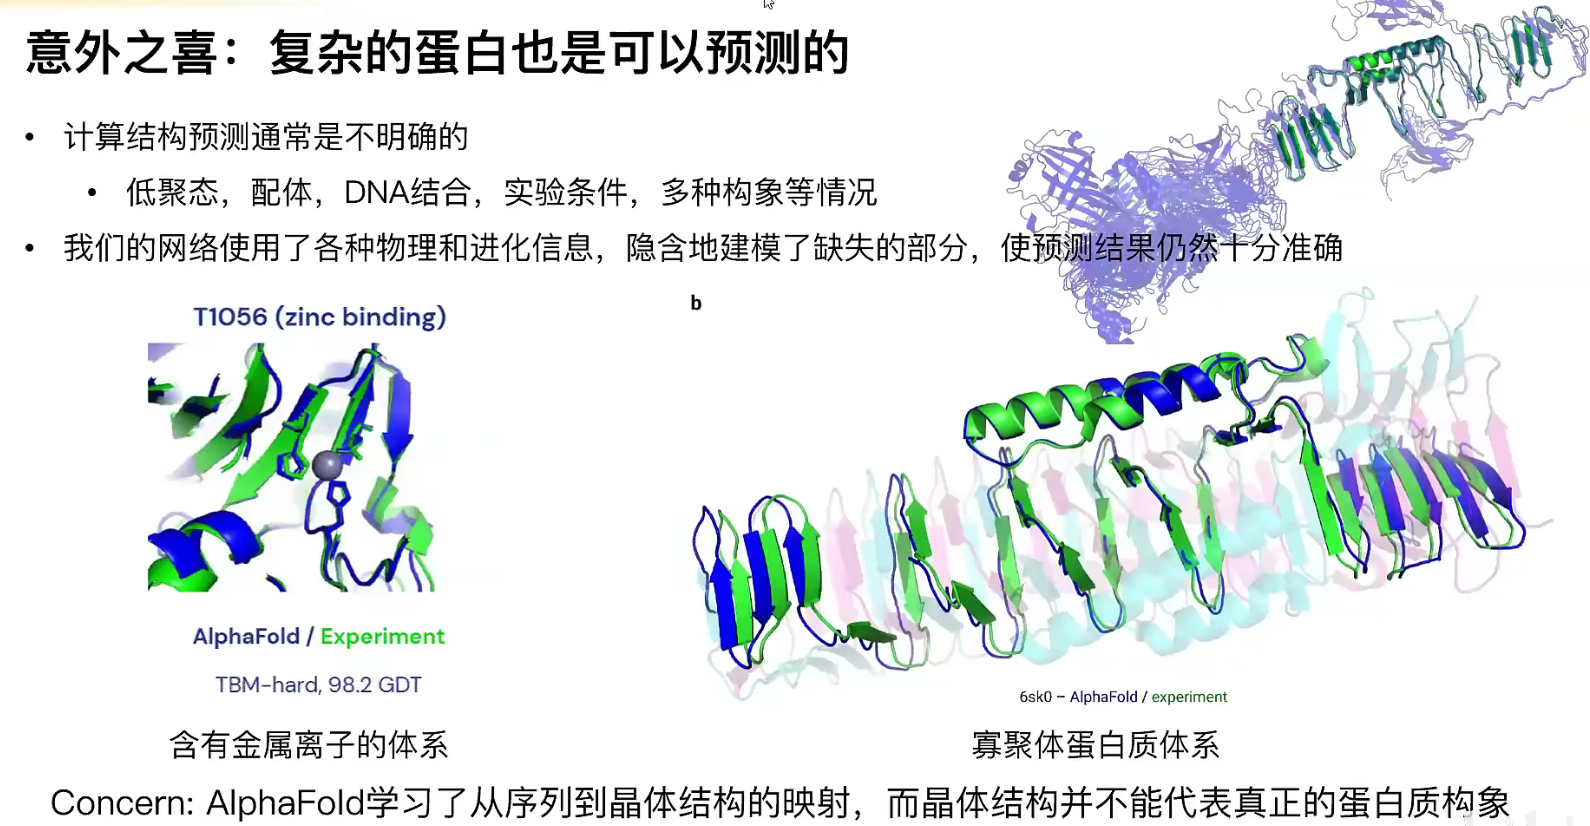 意外之喜：复杂的蛋白也是可以预测的
• 计算结构预测通常是不明确的
• 低聚态，配体，DNA结合，实验条件，多种构象等情况
• 我们的网络使用了各种物理和进化信息，隐含地建模了缺失的部分，使预测结果仍然十分准确
T1056 (zinc binding)
b
AlphaFold / Experiment
TBM-hard, 98.2 GDT
6sk0 – AlphaFold / experiment
含有金属离子的体系
寡聚体蛋白质体系
Concern: AlphaFold学习了从序列到晶体结构的映射，而晶体结构并不能代表真正的蛋白质构象